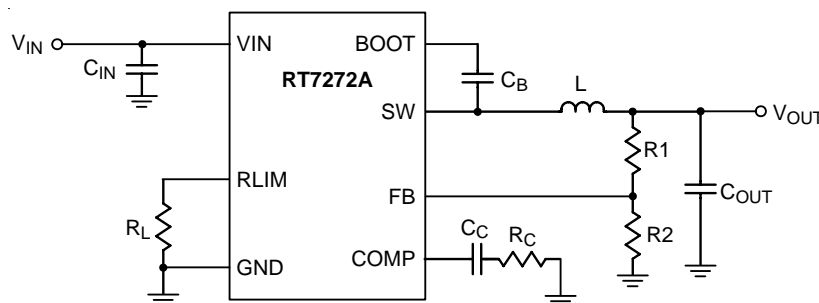 VIN
VIN
BOOT
CIN
RT7272A
CB
L
SW
VOUT
R1
RLIM
FB
COUT
RL
CC
RC
R2
GND
COMP